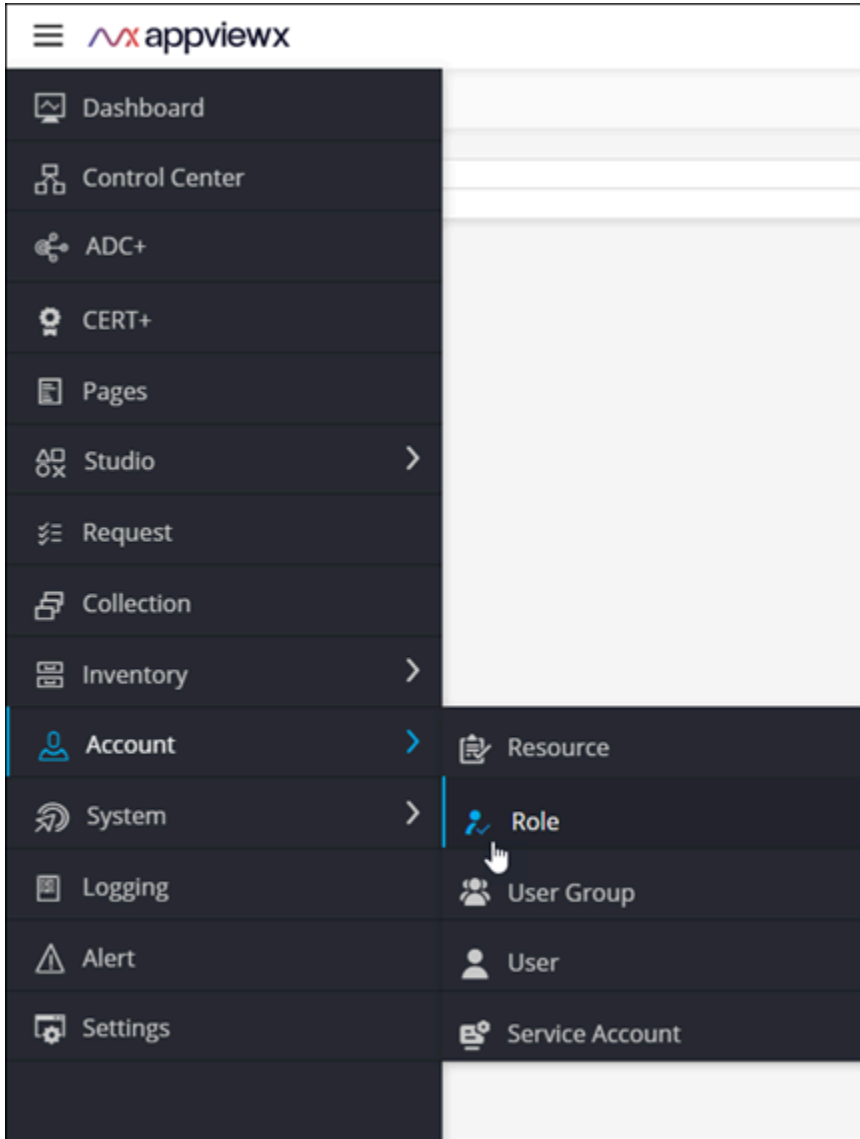 appviewx
Dashboard
Control Center
ADC+
CERT+
Pages
Studio
Request
Collection
Inventory
Account
Resource
System
Role
Logging
User Group
Alert
User
Settings
Service Account